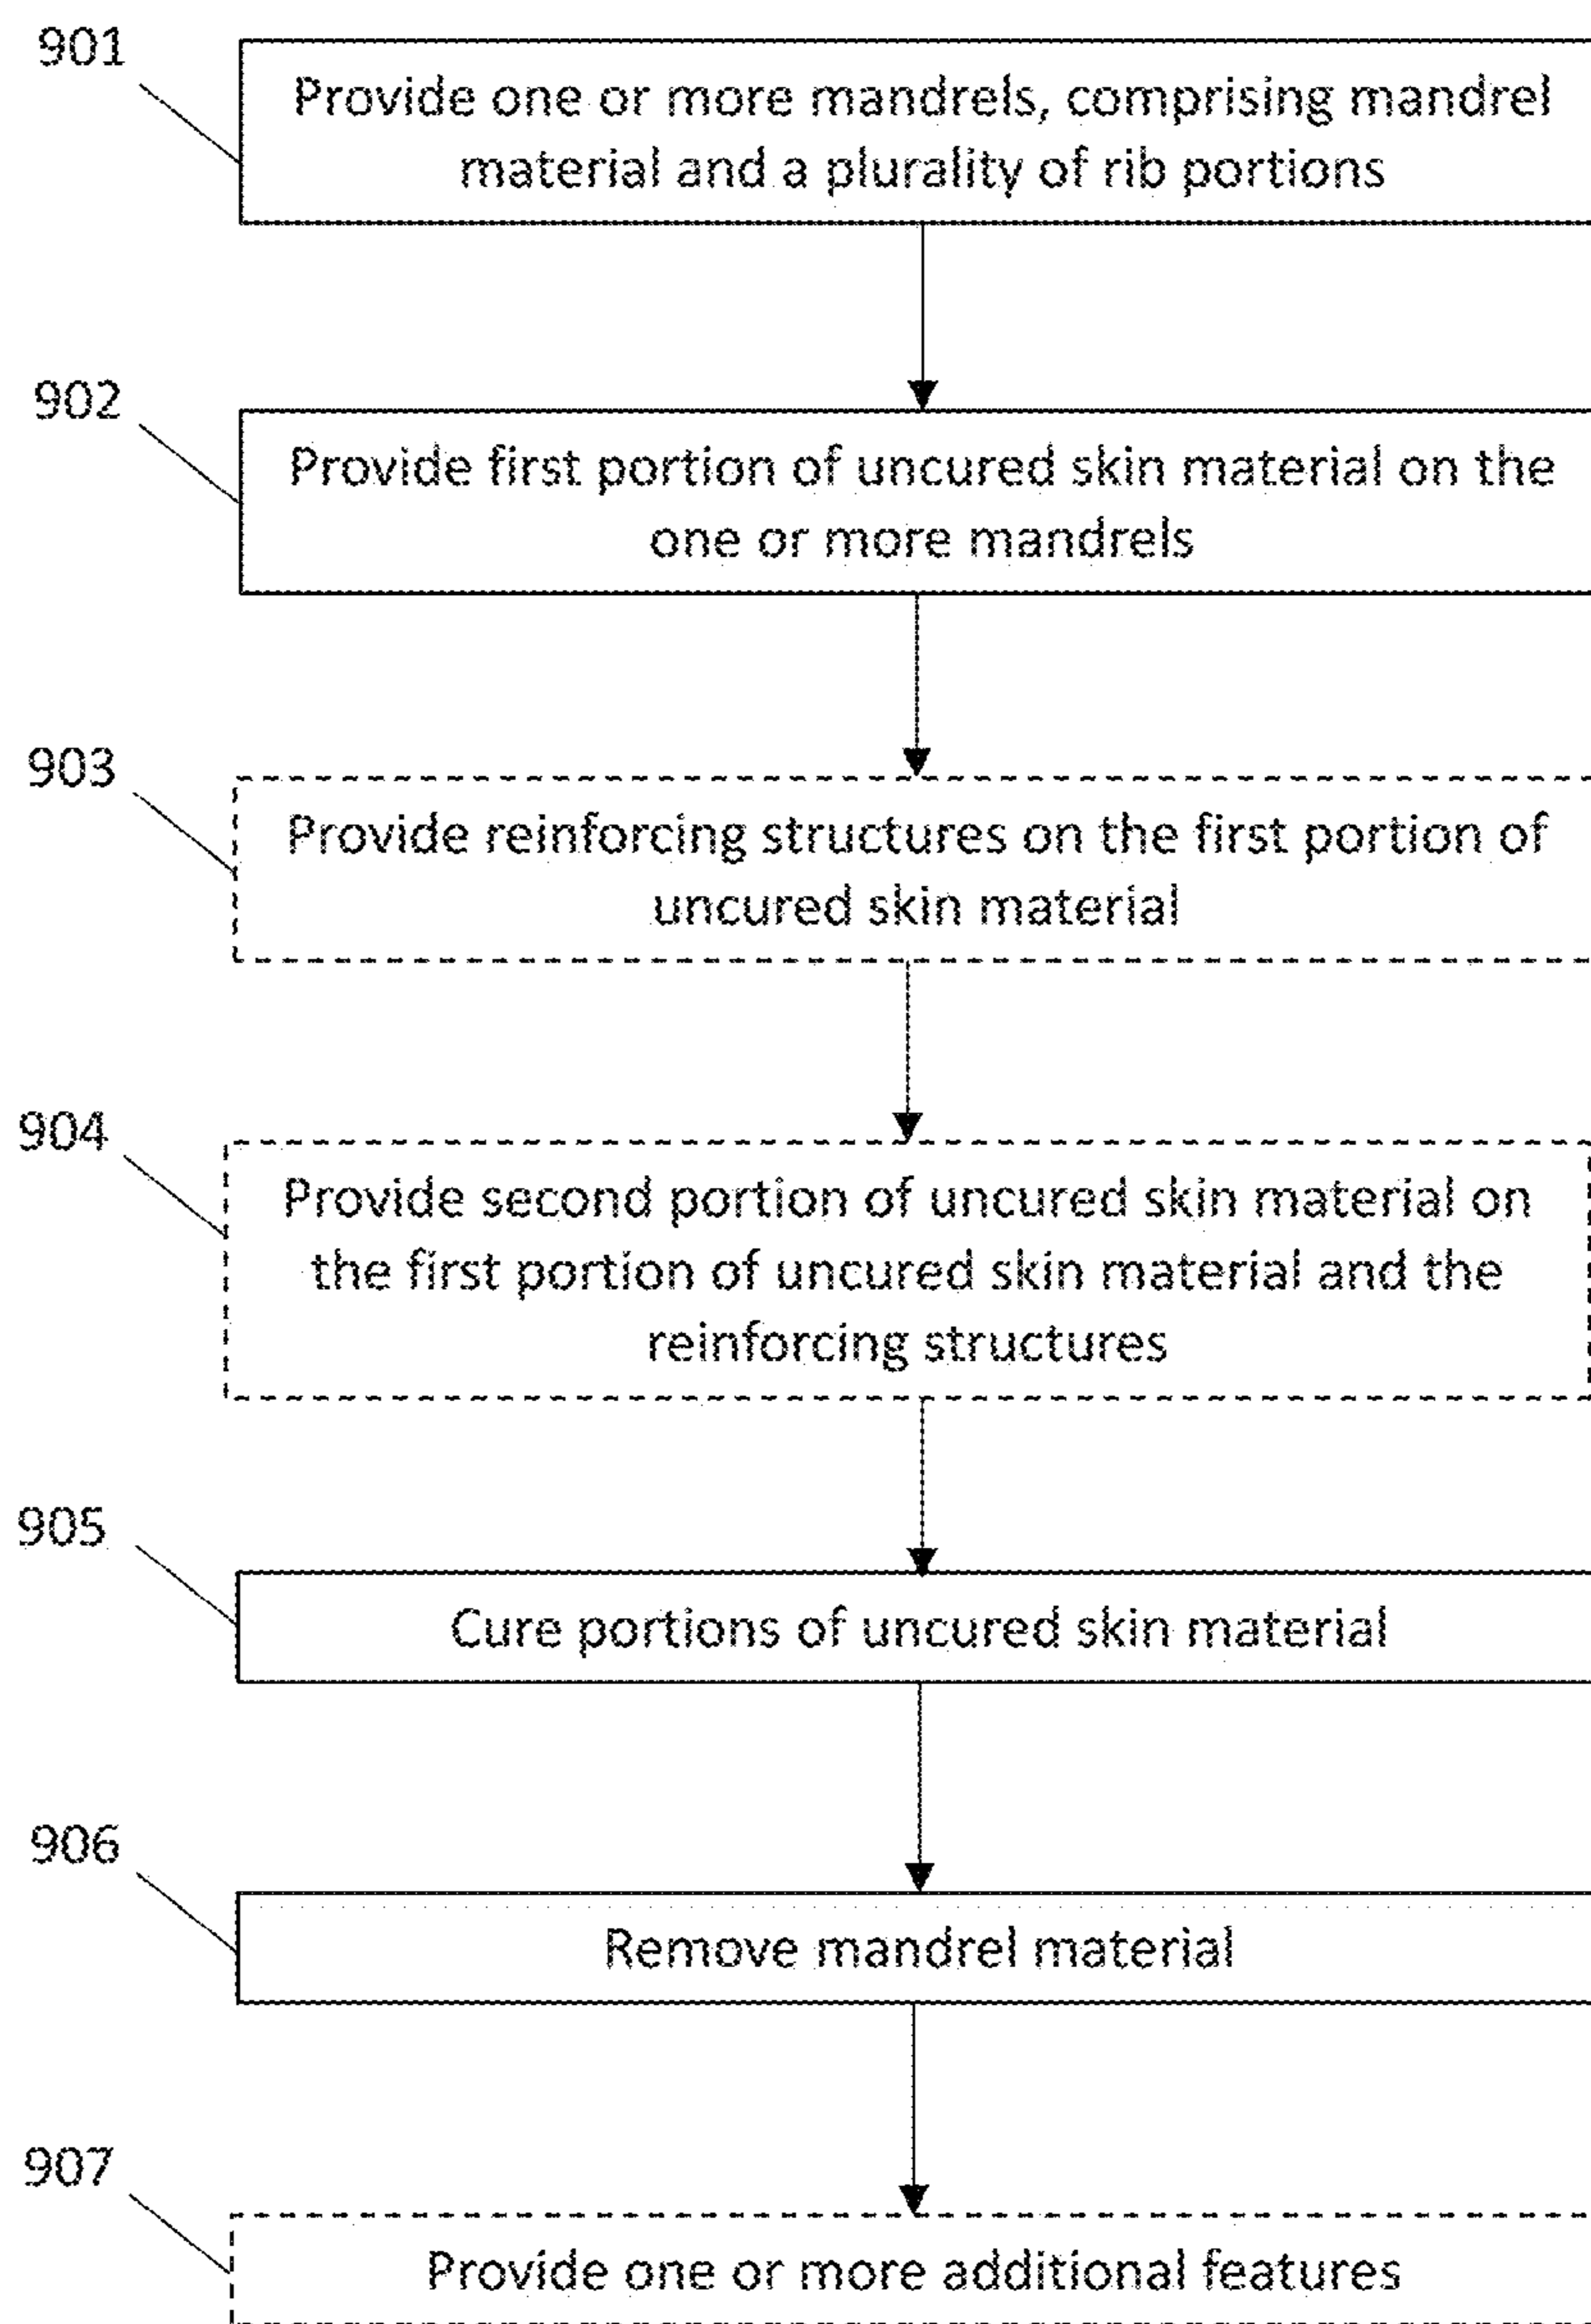 901
Provide one or more mandrels, comprising mandrel
material and a plurality of rib portions
902
Provide first portion of uncured skin material on the
one or more mandrels
903
Provide reinforcing structures on the first portion of
uncured skin material
904
Provide second portion of uncured skin material on
the first portion of uncured skin material and the
reinforcing structures
905
Cure portions of uncured skin material
906
Remove mandrel material
907
Provide one or more additional features